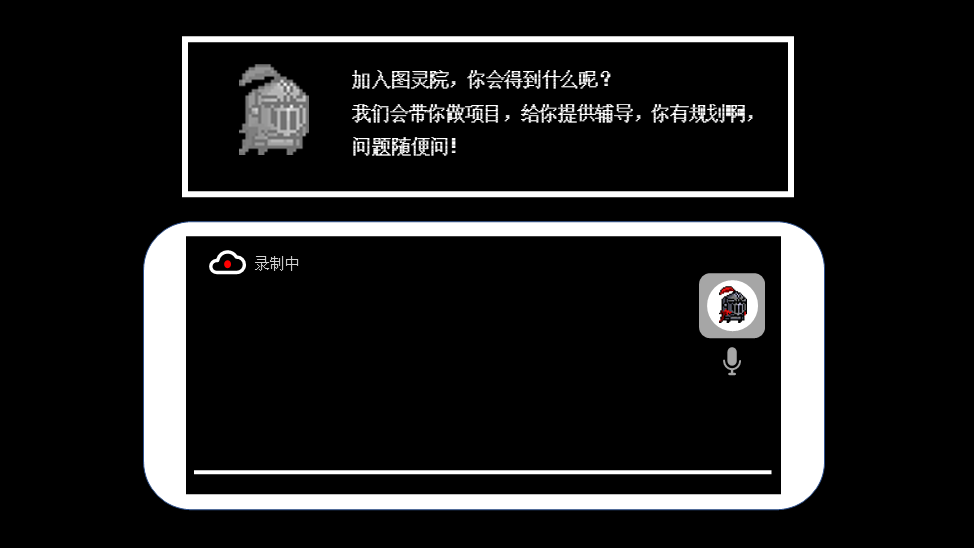 加入图灵院，你会得到什么呢？
我们会带你做项目，给你提供辅导，你有规划啊，
问题随便问！
录制中